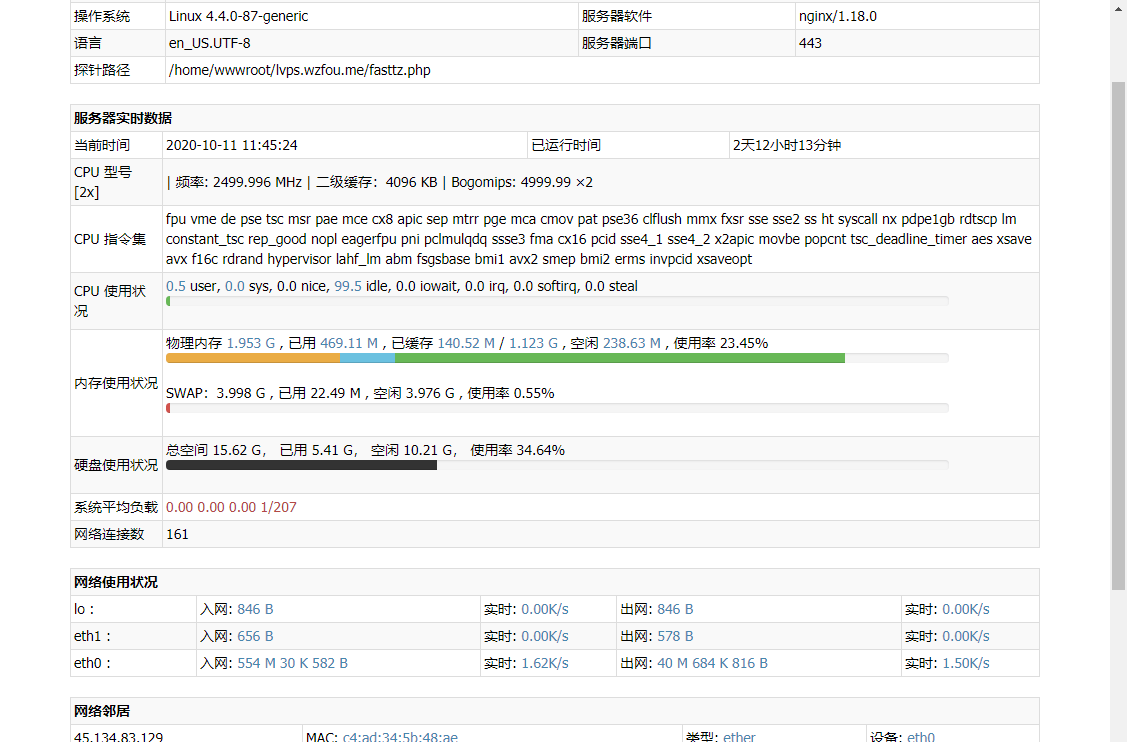 操作系统 Linux 4.4.0-87-generic 服务器软件 nginx/1.18.0
语言 en_US.UTF-8 服务器端口 443
探针路径 /home/wwwroot/lvps.wzfou.me/fasttz.php
服务器实时数据
当前时间 2020-10-11 11:45:24 已运行时间 2天12小时13分钟
CPU 型号
[2x]
| 频率: 2499.996 MHz | 二级缓存：4096 KB | Bogomips: 4999.99 ×2
CPU 指令集
fpu vme de pse tsc msr pae mce cx8 apic sep mtrr pge mca cmov pat pse36 clflush mmx fxsr sse sse2 ss ht syscall nx pdpe1gb rdtscp lm
constant_tsc rep_good nopl eagerfpu pni pclmulqdq ssse3 fma cx16 pcid sse4_1 sse4_2 x2apic movbe popcnt tsc_deadline_timer aes xsave
avx f16c rdrand hypervisor lahf_lm abm fsgsbase bmi1 avx2 smep bmi2 erms invpcid xsaveopt
CPU 使用状
况
0.5 user, 0.0 sys, 0.0 nice, 99.5 idle, 0.0 iowait, 0.0 irq, 0.0 softirq, 0.0 steal
内存使用状况
物理内存 1.953 G , 已用 469.11 M , 已缓存 140.52 M / 1.123 G , 空闲 238.63 M , 使用率 23.45%
SWAP：3.998 G , 已用 22.49 M , 空闲 3.976 G , 使用率 0.55%
硬盘使用状况
总空间 15.62 G， 已用 5.41 G， 空闲 10.21 G， 使用率 34.64%
系统平均负载 0.00 0.00 0.00 1/207
网络连接数 161
网络使用状况
lo : 入网: 846 B 实时: 0.00K/s 出网: 846 B 实时: 0.00K/s
eth1 : 入网: 656 B 实时: 0.00K/s 出网: 578 B 实时: 0.00K/s
eth0 : 入网: 554 M 30 K 582 B 实时: 1.62K/s 出网: 40 M 684 K 816 B 实时: 1.50K/s
网络邻居
45.134.83.129 MAC: c4:ad:34:5b:48:ae 类型: ether 设备: eth0